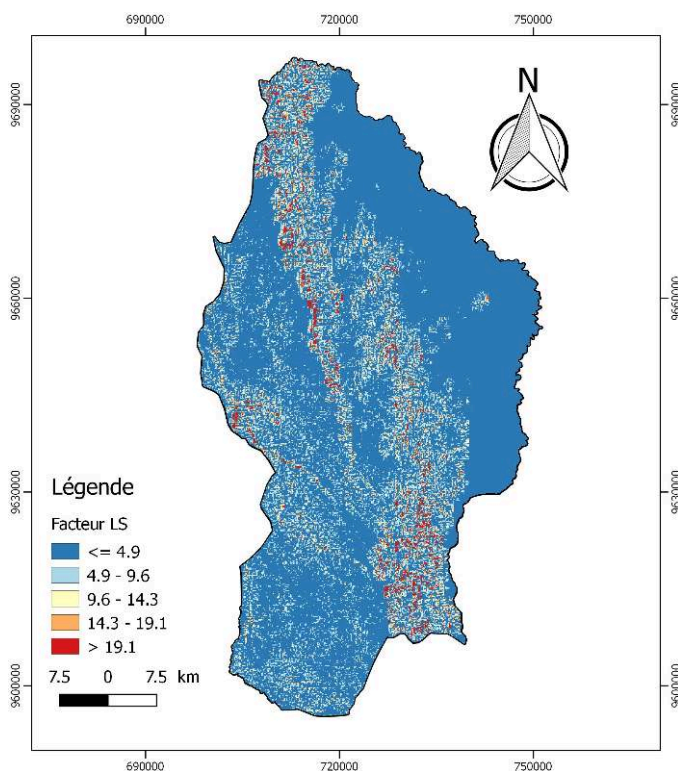 690000 720000 750000
N
9690000 9690000
9660000 9660000
9630000 9630000
Légende
Facteur LS
<= 4.9
4.9 - 9.6
9.6 - 14.3
14.3 - 19.1
> 19.1
7.5 0 7.5 km
9600000 9600000
690000 720000 750000